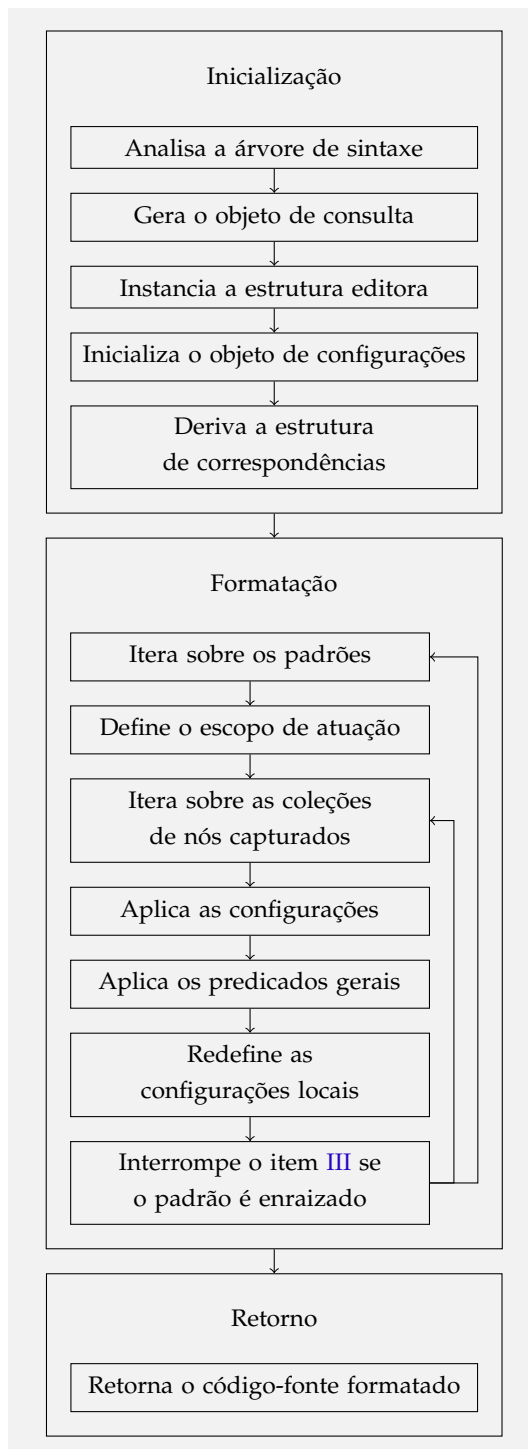 Inicialização
Analisa a árvore de sintaxe
Gera o objeto de consulta
Instancia a estrutura editora
Inicializa o objeto de configurações
Deriva a estrutura
de correspondências
Formatação
Itera sobre os padrões
Define o escopo de atuação
Itera sobre as coleções
de nós capturados
Aplica as configurações
Aplica os predicados gerais
Redefine as
configurações locais
Interrompe o item III se
o padrão é enraizado
Retorno
Retorna o código-fonte formatado